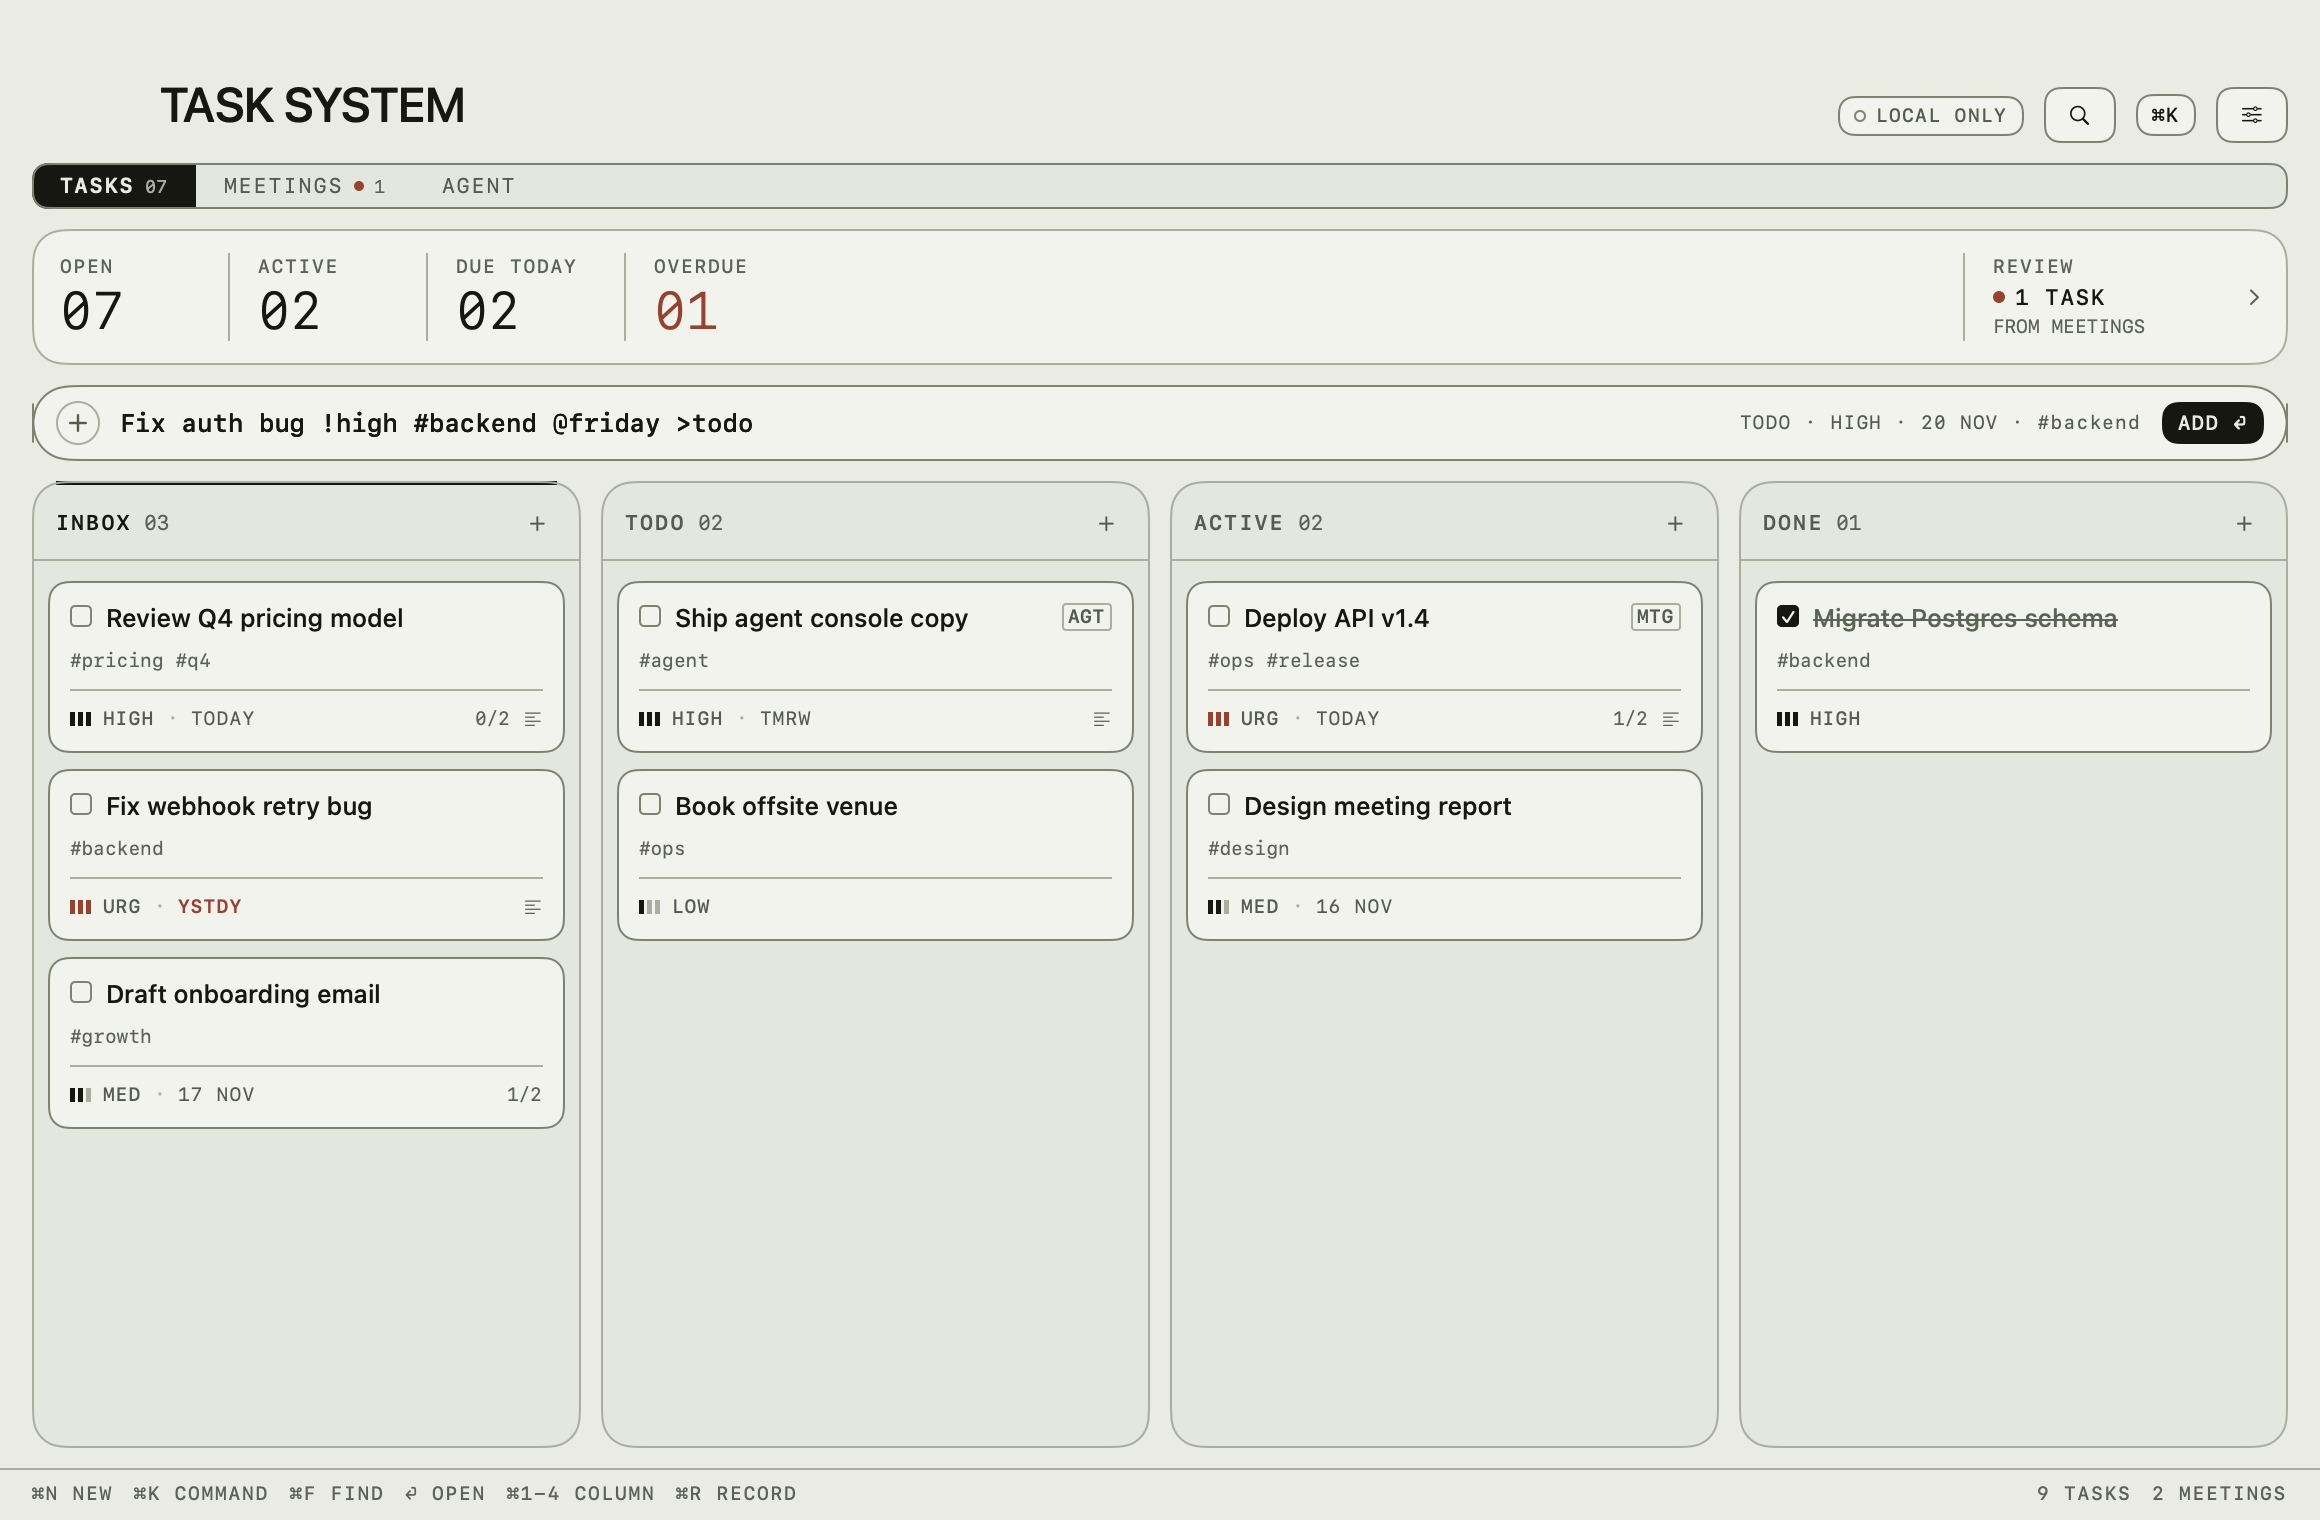 TASK SYSTEM
LOCAL ONLY
⌘K
TASKS 07
MEETINGS 1
AGENT
OPEN
07
ACTIVE
02
DUE TODAY
02
OVERDUE
01
REVIEW
1 TASK
FROM MEETINGS
Fix auth bug !high #backend @friday >todo
TODO · HIGH · 20 NOV · #backend
ADD ⏎
INBOX 03
Review Q4 pricing model
#pricing #q4
HIGH · TODAY 0/2
Fix webhook retry bug
#backend
URG · YSTDY
Draft onboarding email
#growth
MED · 17 NOV 1/2
TODO 02
Ship agent console copy AGT
#agent
HIGH · TMRW
Book offsite venue
#ops
LOW
ACTIVE 02
Deploy API v1.4 MTG
#ops #release
URG · TODAY 1/2
Design meeting report
#design
MED · 16 NOV
DONE 01
Migrate Postgres schema
#backend
HIGH
⌘N NEW ⌘K COMMAND ⌘F FIND ⏎ OPEN ⌘1–4 COLUMN ⌘R RECORD
9 TASKS 2 MEETINGS